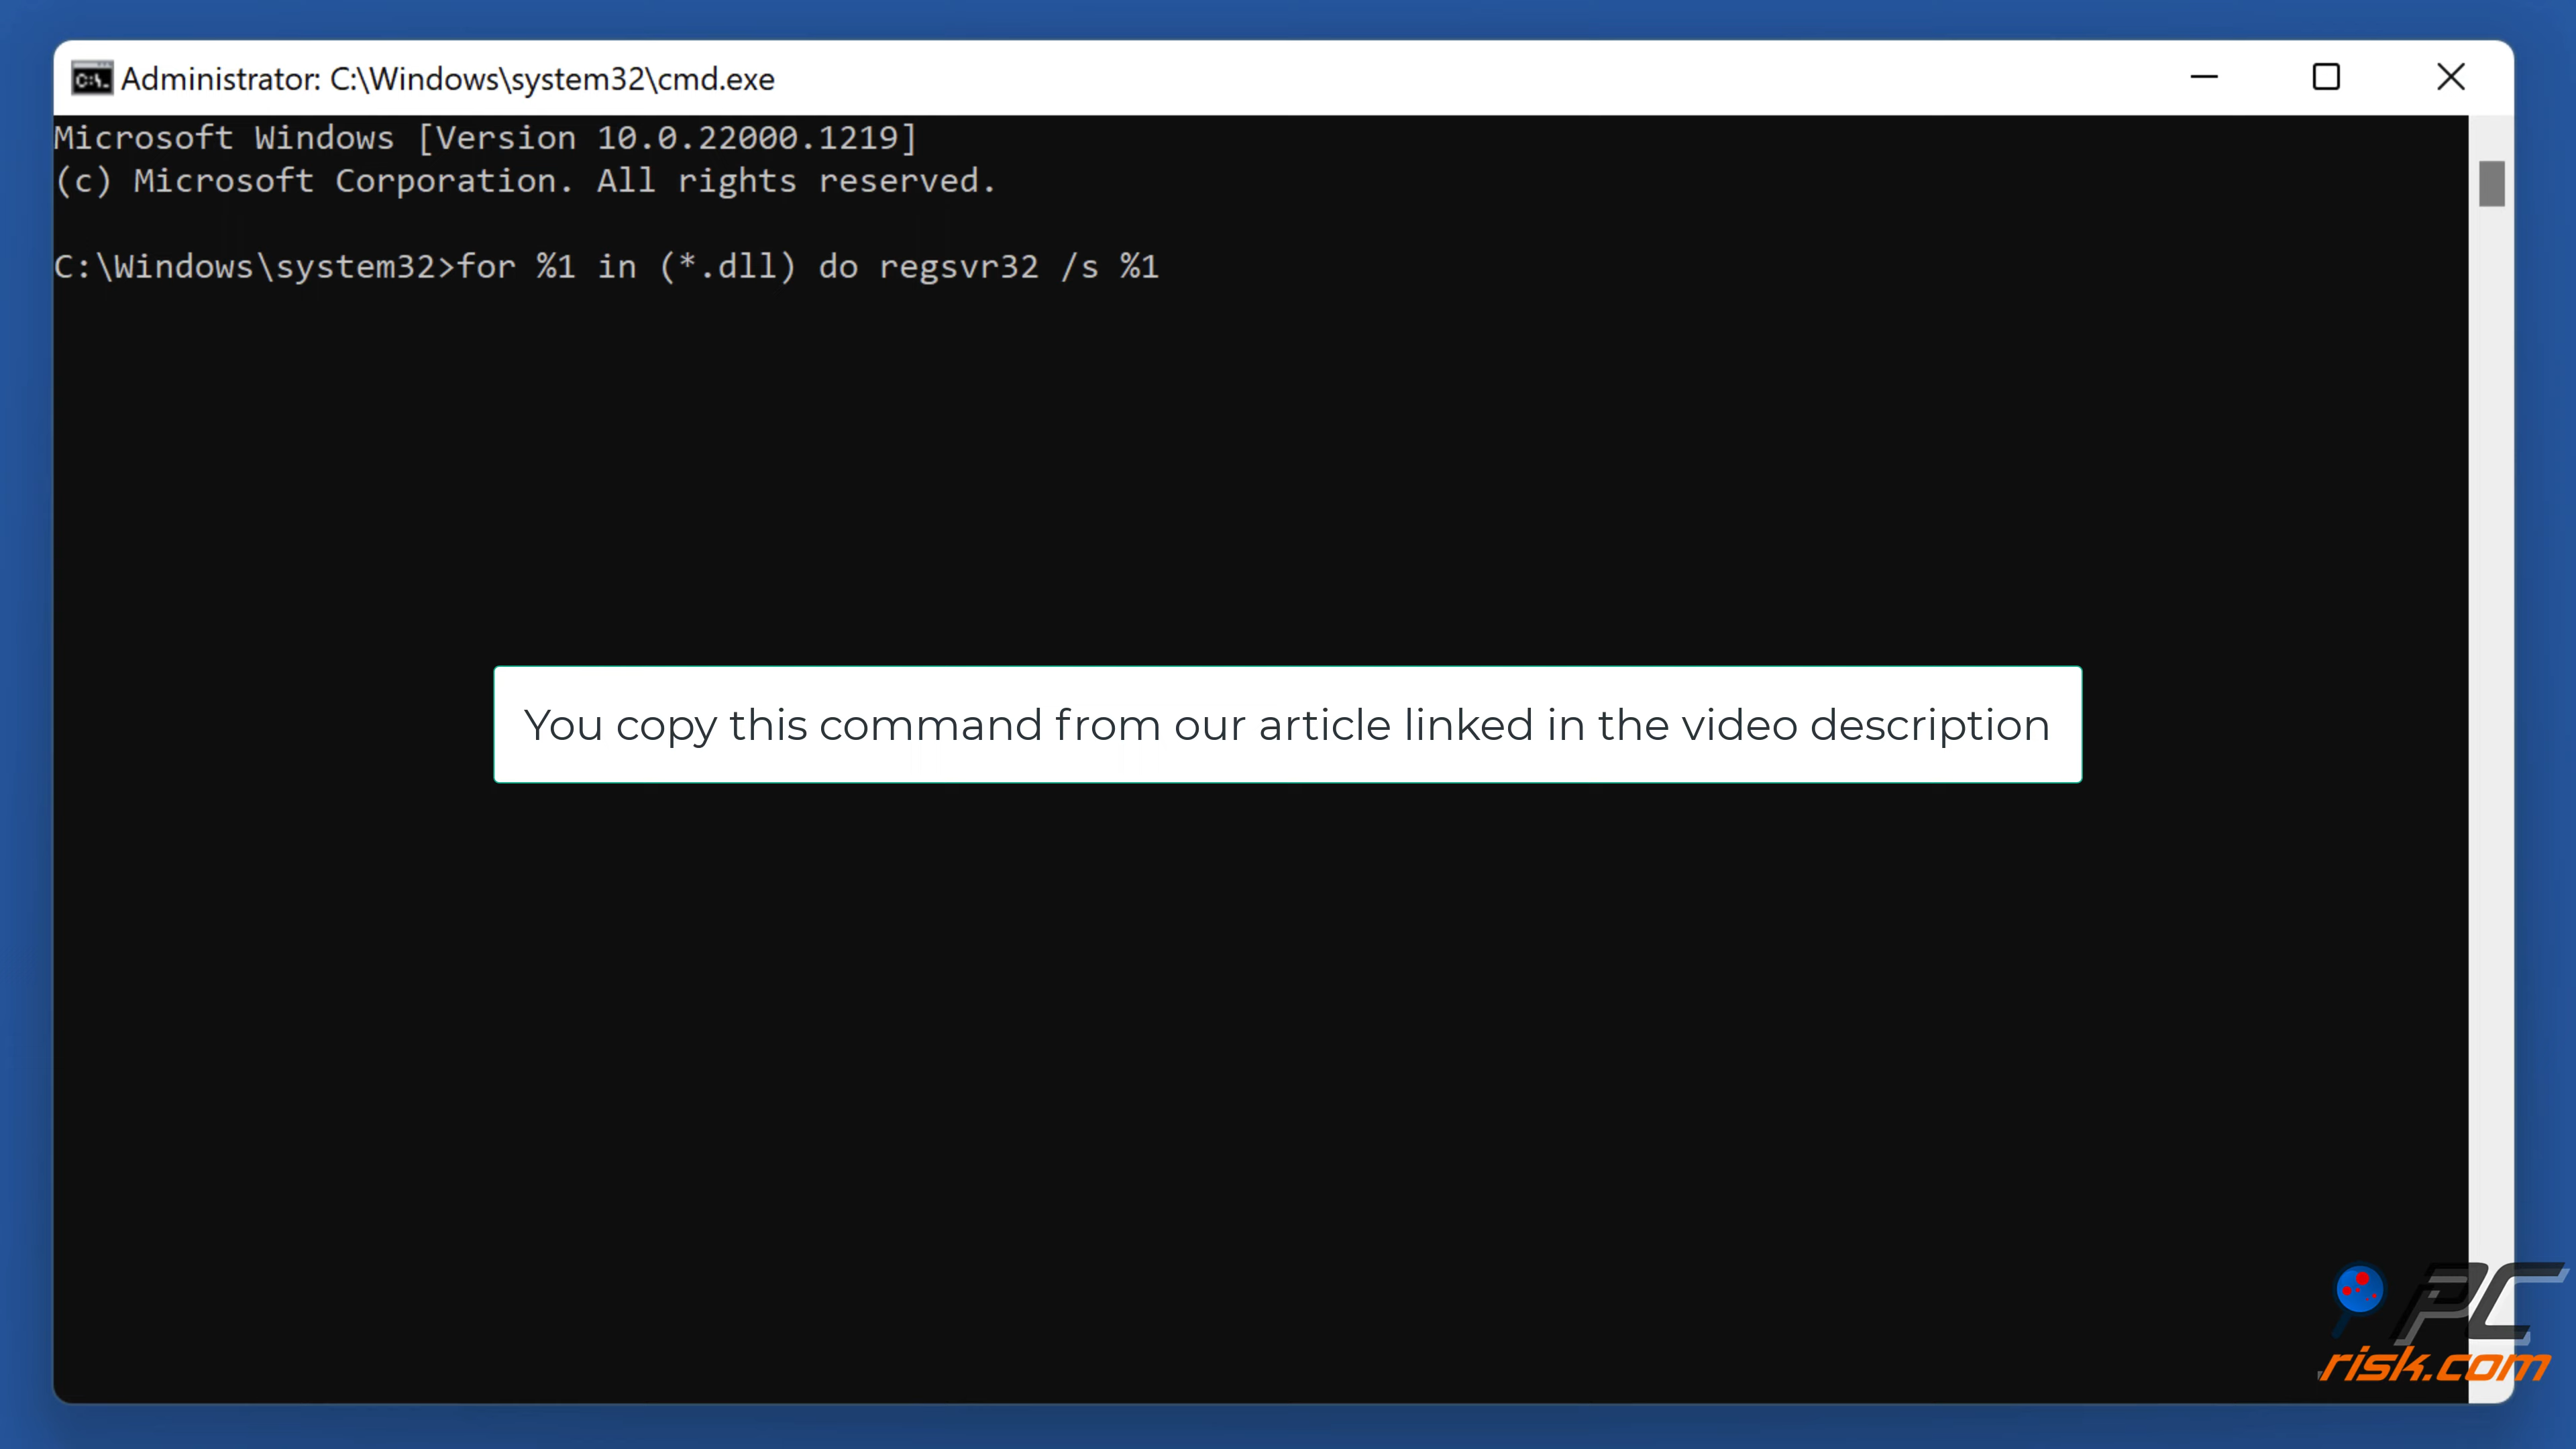 Administrator: C:\Windows\system32\cmd.exe
Microsoft Windows [Version 10.0.22000.1219]
(c) Microsoft Corporation. All rights reserved.
C:\Windows\system32>for %1 in (*.dll) do regsvr32 /s %1
You copy this command from our article linked in the video description
PC
risk.com